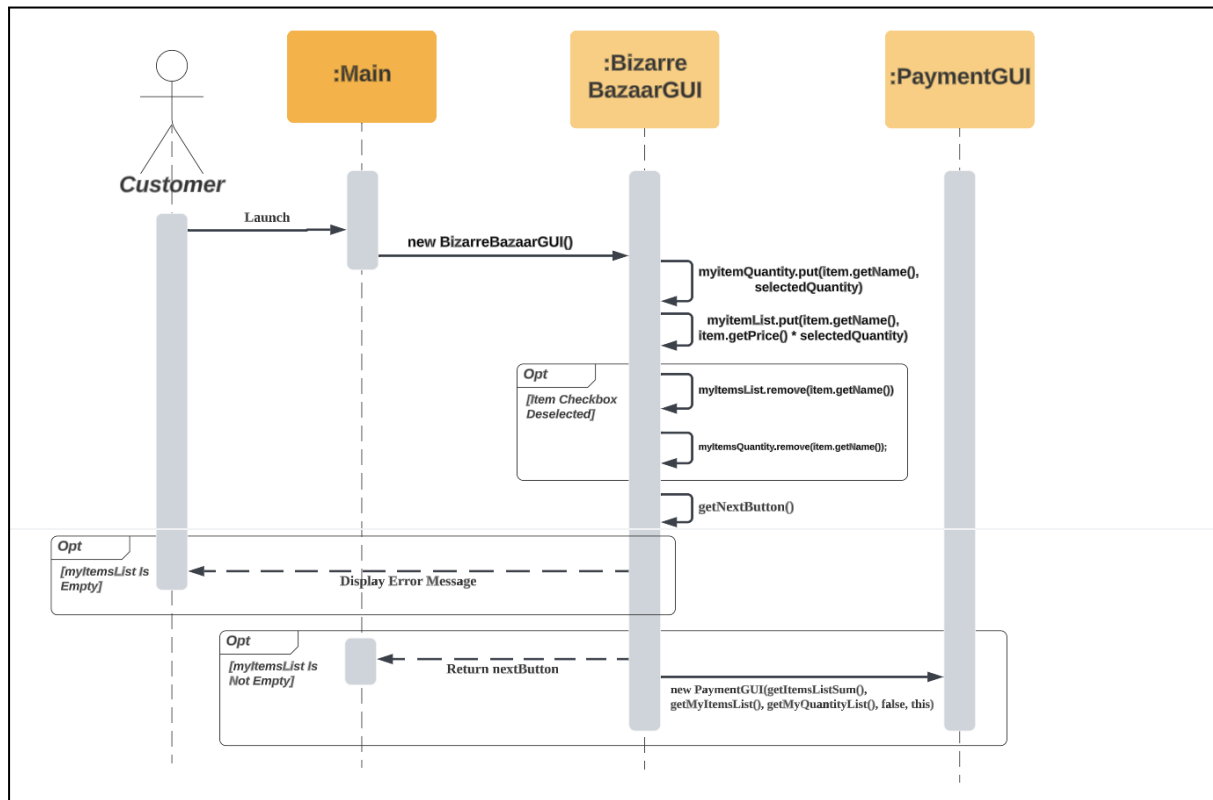 :Main
:Bizarre
BazaarGUI
:PaymentGUI
Customer
Launch
new BizarreBazaarGUI()
myitemQuantity.put(item.getName(),
selectedQuantity)
myitemList.put(item.getName(),
item.getPrice() * selectedQuantity)
Opt
[Item Checkbox
Deselected]
myItemsList.remove(item.getName())
myItemsQuantity.remove(item.getName());
getNextButton()
Opt
[myItemsList Is
Empty]
Display Error Message
Opt
[myItemsList Is
Not Empty]
Return nextButton
new PaymentGUI(getItemsListSum(),
getMyItemsList(), getMyQuantityList(), false, this)